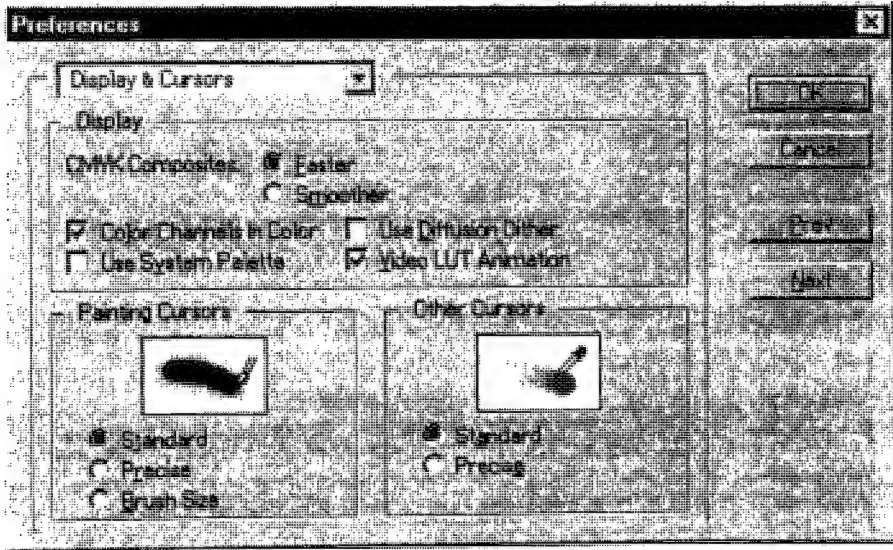 Preferences
Display & Cursors
OK
Display
Cancel
CMYK Composites: Faster
Smoother
Color Channels in Color
Use Diffusion Dither
Prev
Use System Palette
Video LUT Animation
Next
Painting Cursors
Other Cursors
Standard
Precise
Brush Size
Standard
Precise